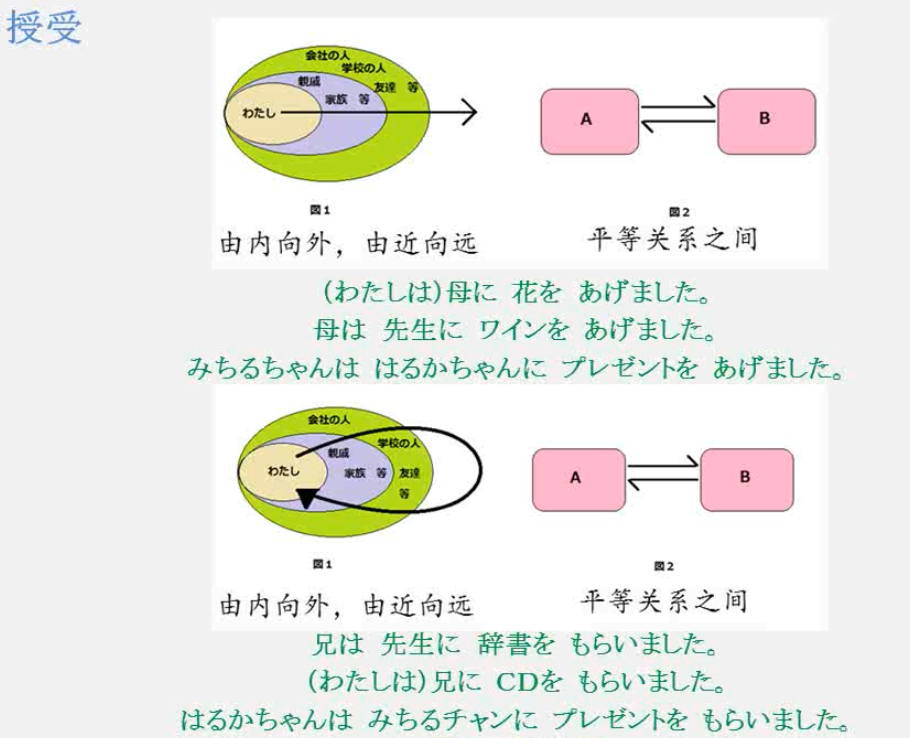 授受
会社の人
学校の人
親戚
友達 等
家族 等
わたし
A
B
図1
図2
由内向外，由近向远
平等关系之间
(わたしは)母に 花を あげました。
母は 先生に ワインを あげました。
みちるちゃんは はるかちゃんに プレゼントを あげました。
会社の人
学校の人
親戚
わたし
家族 等
友達
等
A
B
図1
図2
由内向外，由近向远
平等关系之间
兄は 先生に 辞書を もらいました。
(わたしは)兄に CDを もらいました。
はるかちゃんは みちるチャンに プレゼントを もらいました。